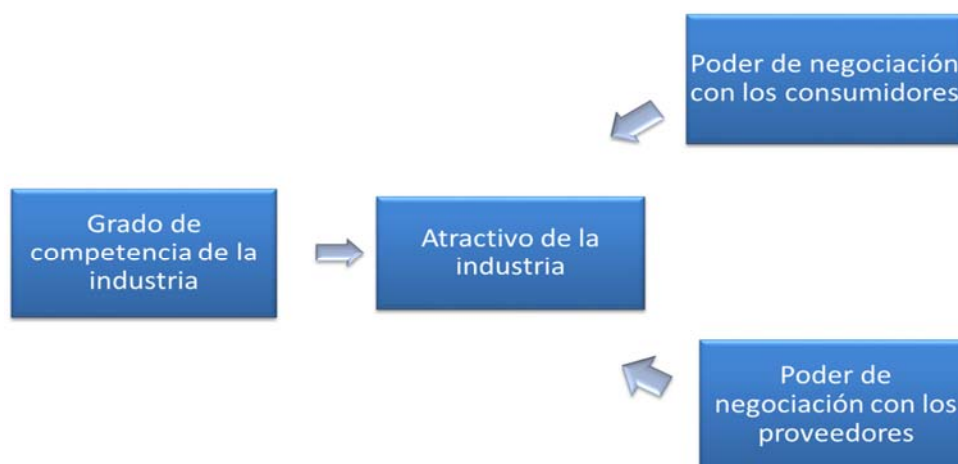 Poder de negociación
con los consumidores
Grado de
competencia de la
industria
Atractivo de la
industria
Poder de
negociación con los
proveedores